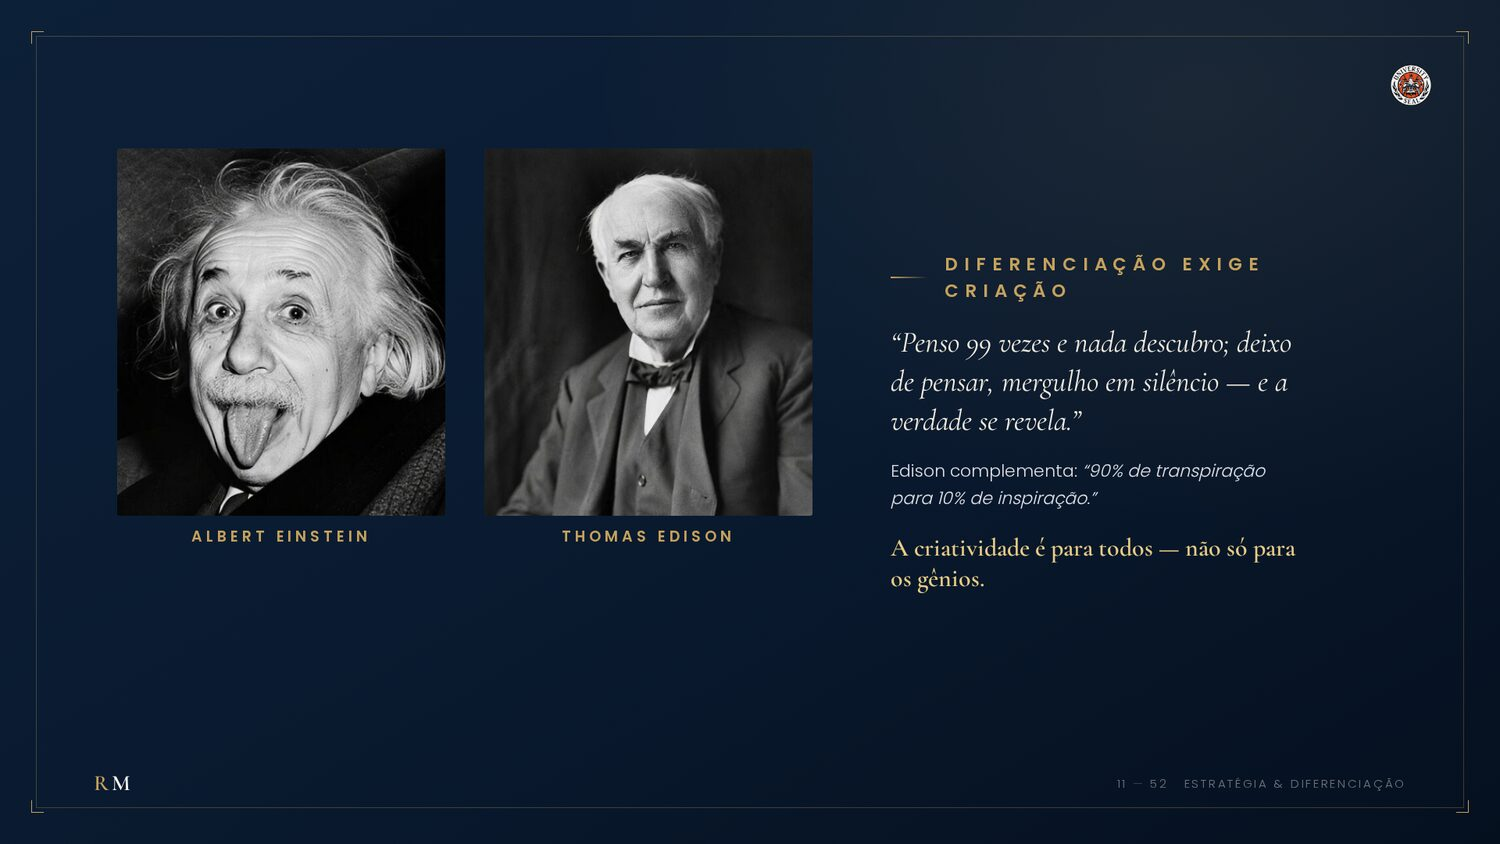 ALBERT EINSTEIN
THOMAS EDISON
DIFERENCIAÇÃO EXIGE
CRIAÇÃO
“Penso 99 vezes e nada descubro; deixo
de pensar, mergulho em silêncio — e a
verdade se revela.”
Edison complementa: “90% de transpiração
para 10% de inspiração.”
A criatividade é para todos — não só para
os gênios.
RM
11 — 52 ESTRATÉGIA & DIFERENCIAÇÃO